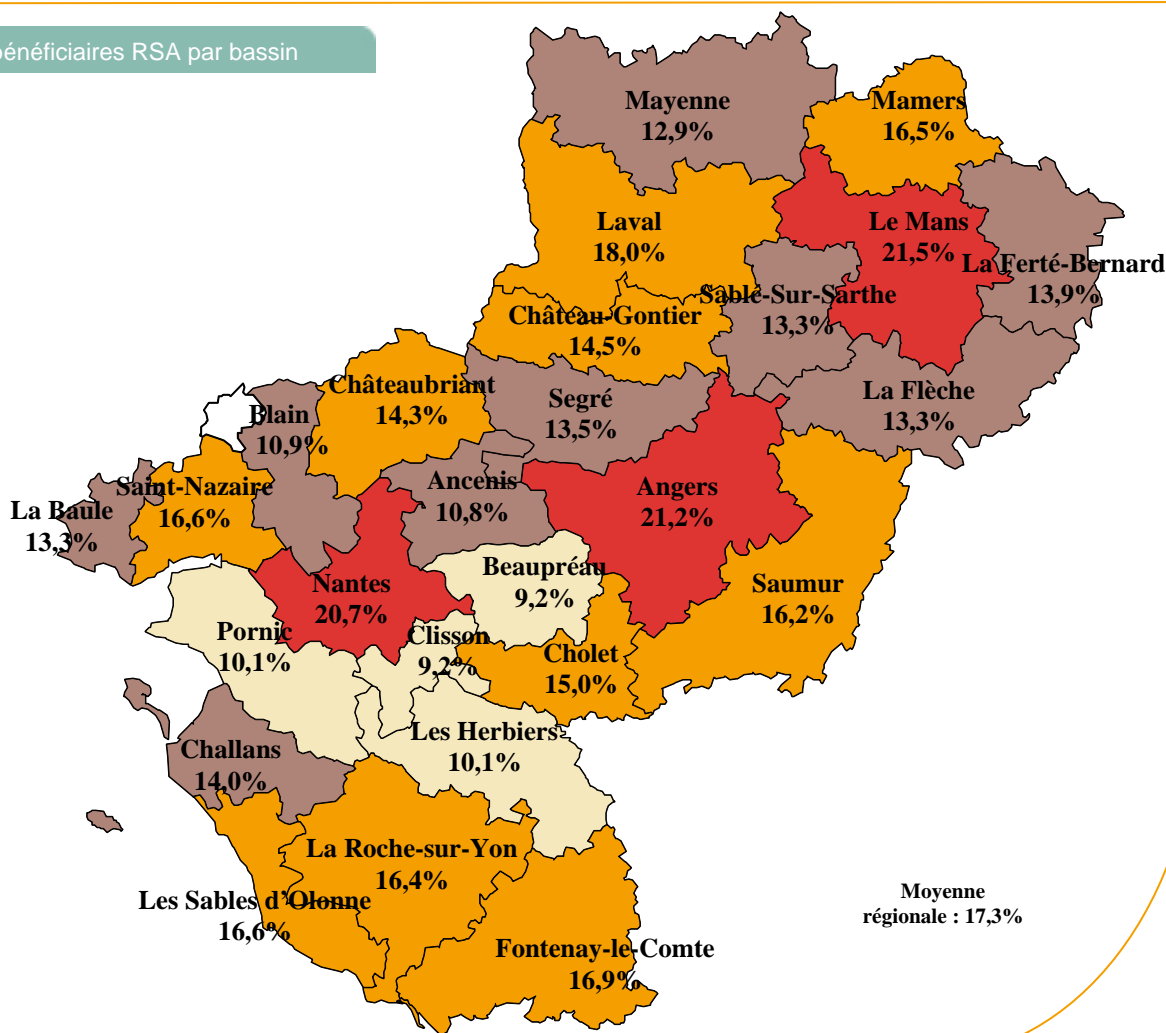 bénéficiaires RSA par bassin
Mayenne
12,9%
Mamers
16,5%
Laval
18,0%
Le Mans
21,5%
La Ferté-Bernard
13,9%
Sablé-Sur-Sarthe
13,3%
Château-Gontier
14,5%
Châteaubriant
14,3%
Segré
13,5%
La Flèche
13,3%
Blain
10,9%
Saint-Nazaire
16,6%
La Baule
13,3%
Ancenis
10,8%
Angers
21,2%
Beaupréau
9,2%
Saumur
16,2%
Nantes
20,7%
Pornic
10,1%
Clisson
9,2%
Cholet
15,0%
Les Herbiers
10,1%
Challans
14,0%
La Roche-sur-Yon
16,4%
Les Sables d’Olonne
16,6%
Fontenay-le-Comte
16,9%
Moyenne
régionale : 17,3%